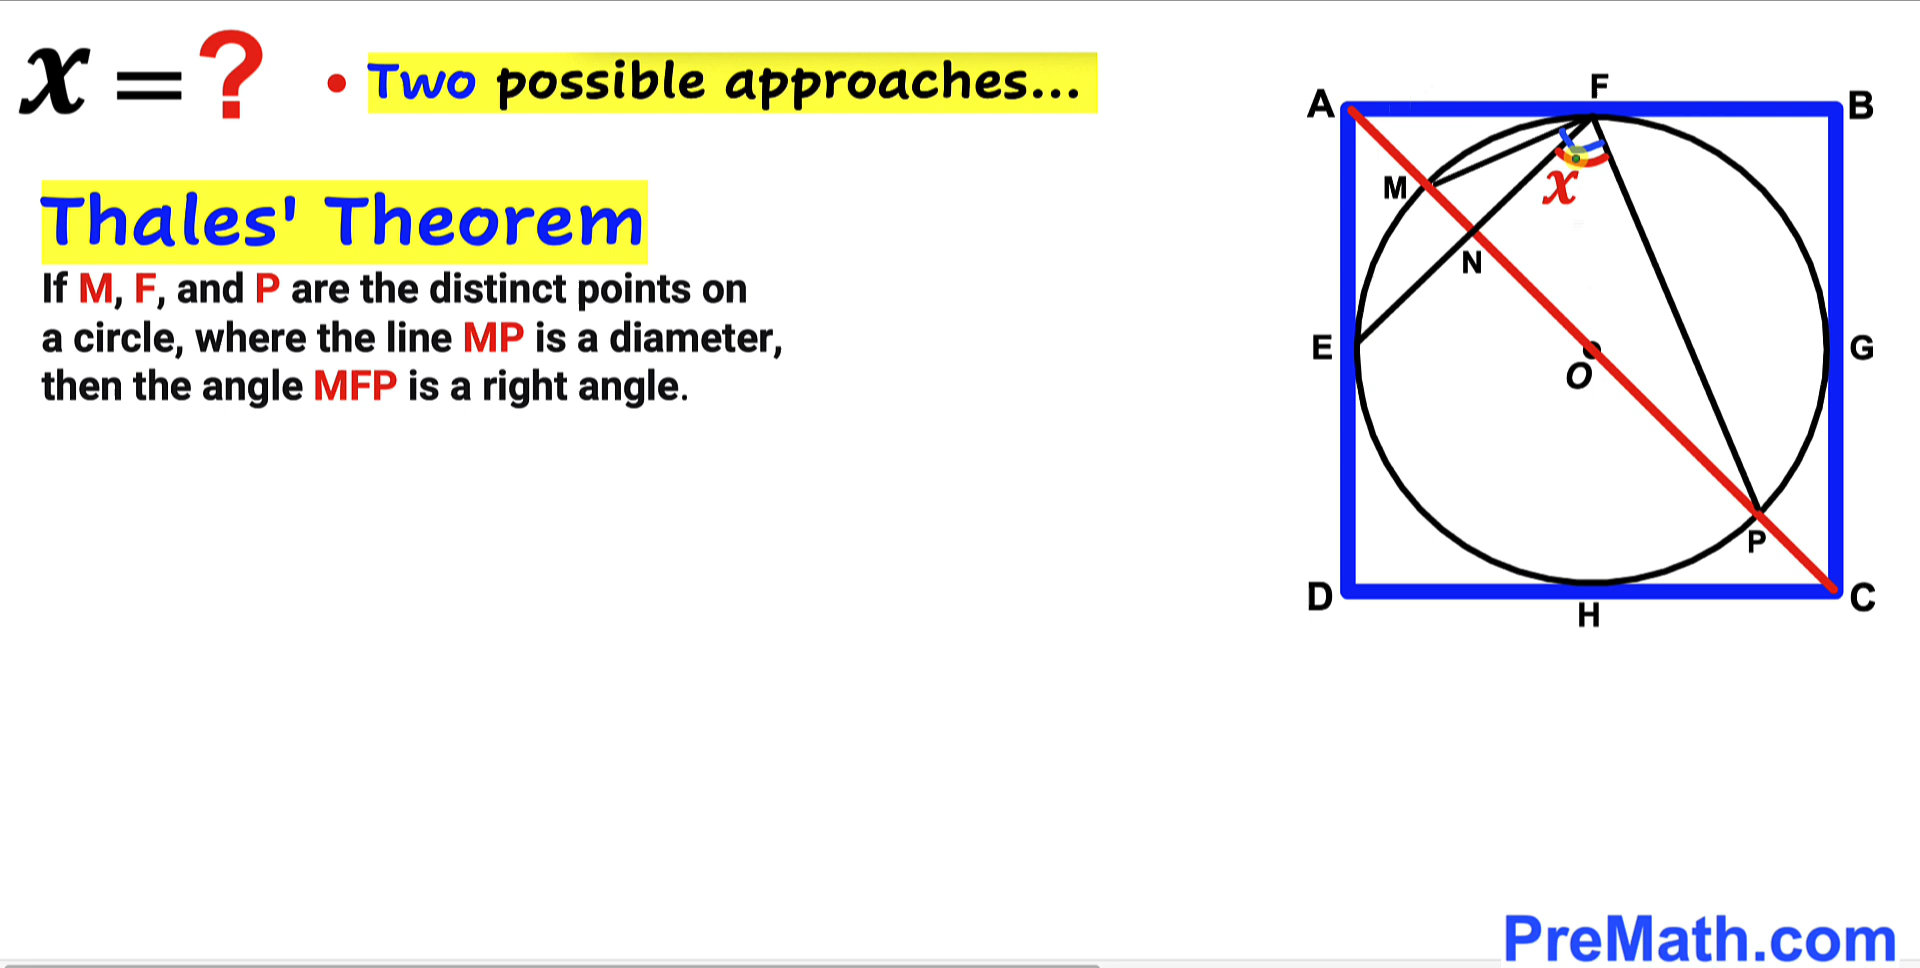 x = ? • Two possible approaches...
Thales' Theorem
If M, F, and P are the distinct points on
a circle, where the line MP is a diameter,
then the angle MFP is a right angle.
A
F
B
M
x
N
E
O
G
P
D
H
C
PreMath.com